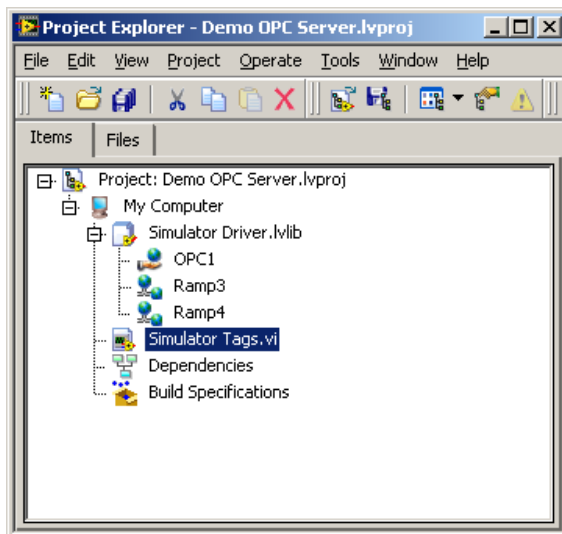 Project Explorer - Demo OPC Server.lvproj
File Edit View Project Operate Tools Window Help
Items Files
Project: Demo OPC Server.lvproj
My Computer
Simulator Driver.lvlib
OPC1
Ramp3
Ramp4
Simulator Tags.vi
Dependencies
Build Specifications